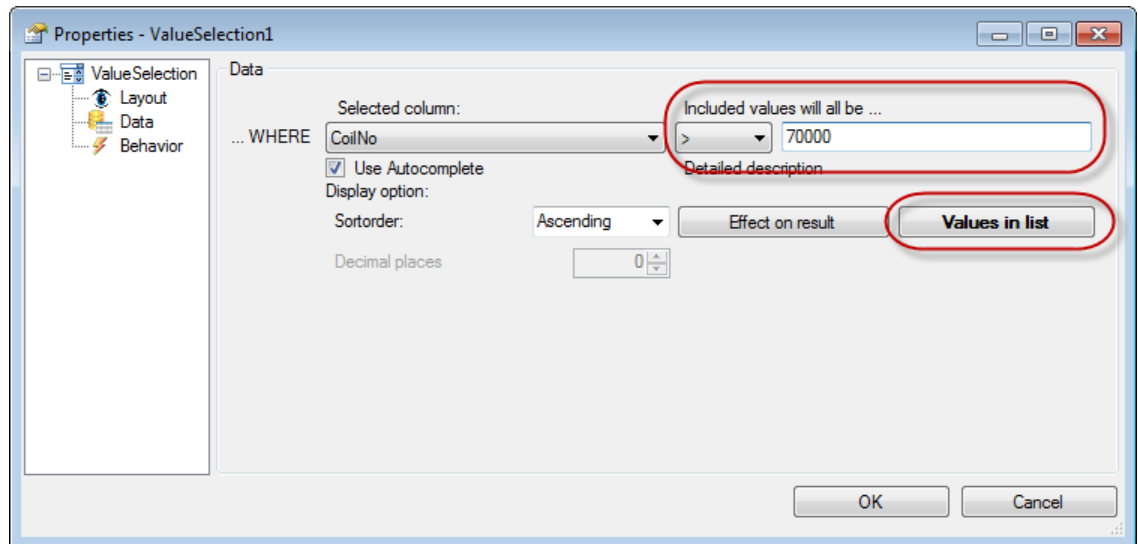 Properties - ValueSelection1
ValueSelection
Layout
Data
Behavior
Data
Selected column:
Included values will all be ...
... WHERE
CoilNo
>
70000
Use Autocomplete
Detailed description
Display option:
Sortorder:
Ascending
Effect on result
Values in list
Decimal places
0
OK
Cancel